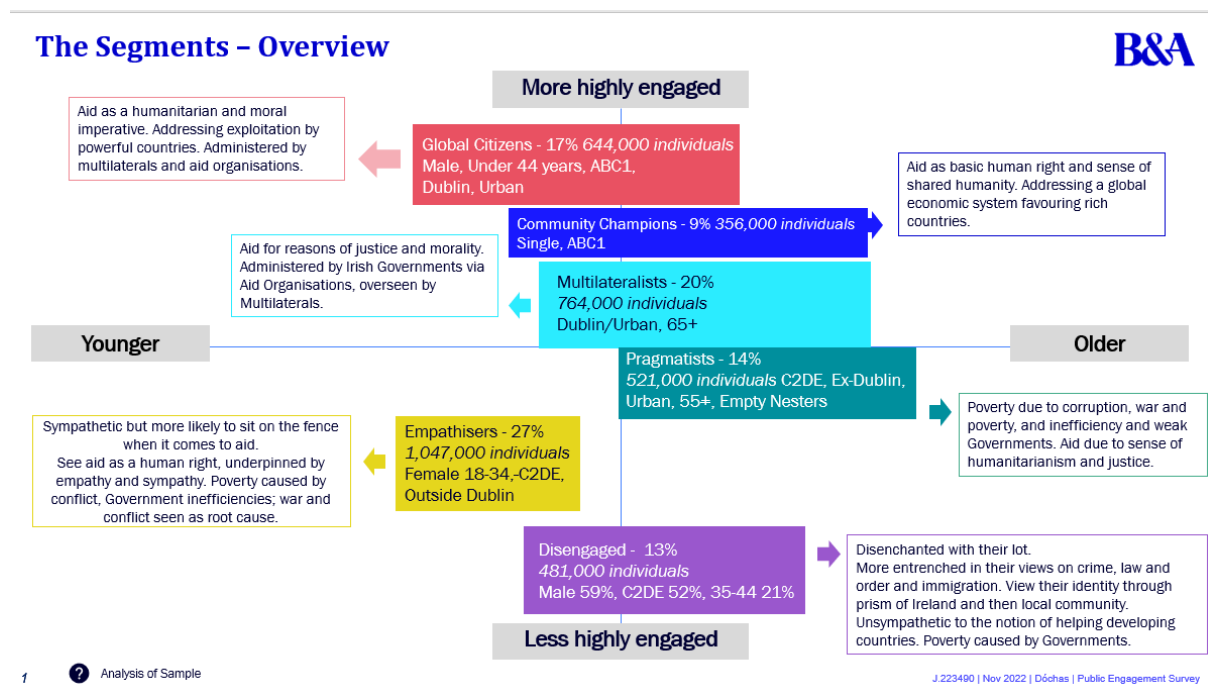 The Segments – Overview
B&A
More highly engaged
Aid as a humanitarian and moral
imperative. Addressing exploitation by
powerful countries. Administered by
multilaterals and aid organisations.
Global Citizens - 17% 644,000 individuals
Male, Under 44 years, ABC1,
Dublin, Urban
Aid as basic human right and sense of
shared humanity. Addressing a global
economic system favouring rich
countries.
Community Champions - 9% 356,000 individuals
Single, ABC1
Aid for reasons of justice and morality.
Administered by Irish Governments via
Aid Organisations, overseen by
Multilaterals.
Multilateralists - 20%
764,000 individuals
Dublin/Urban, 65+
Younger
Older
Pragmatists - 14%
521,000 individuals C2DE, Ex-Dublin,
Urban, 55+, Empty Nesters
Poverty due to corruption, war and
poverty, and inefficiency and weak
Governments. Aid due to sense of
humanitarianism and justice.
Sympathetic but more likely to sit on the fence
when it comes to aid.
See aid as a human right, underpinned by
empathy and sympathy. Poverty caused by
conflict, Government inefficiencies; war and
conflict seen as root cause.
Empathisers - 27%
1,047,000 individuals
Female 18-34,-C2DE,
Outside Dublin
Disengaged - 13%
481,000 individuals
Male 59%, C2DE 52%, 35-44 21%
Disenchanted with their lot.
More entrenched in their views on crime, law and
order and immigration. View their identity through
prism of Ireland and then local community.
Unsympathetic to the notion of helping developing
countries. Poverty caused by Governments.
Less highly engaged
1
? Analysis of Sample
J.223490 | Nov 2022 | Dóchas | Public Engagement Survey